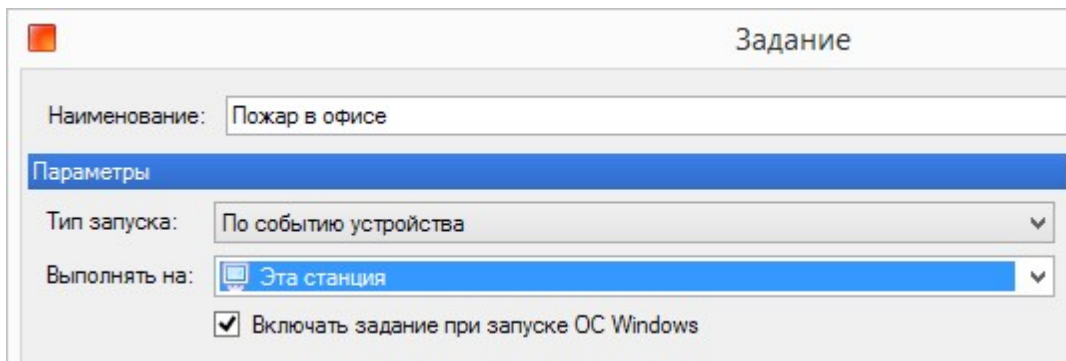 Задание
Наименование: Пожар в офисе
Параметры
Тип запуска: По событию устройства
Выполнять на: Эта станция
Включать задание при запуске ОС Windows